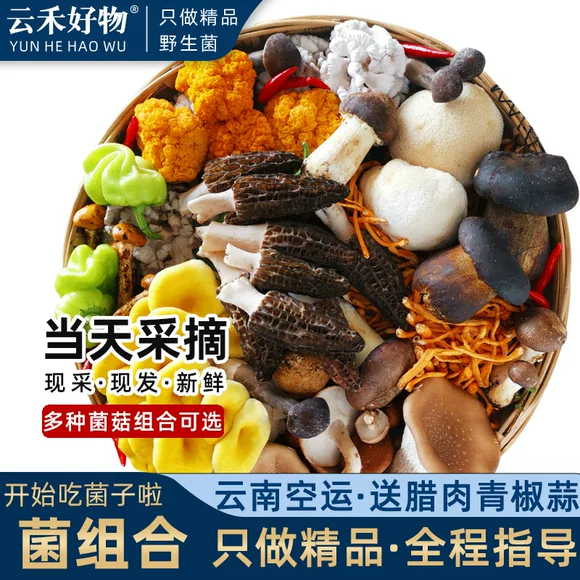 云禾好物®
YUN HE HAO WU
只做精品
野生菌
当天采摘
现采·现发·新鲜
多种菌菇组合可选
开始吃菌子啦
菌组合
云南空运·送腊肉青椒蒜
只做精品·全程指导